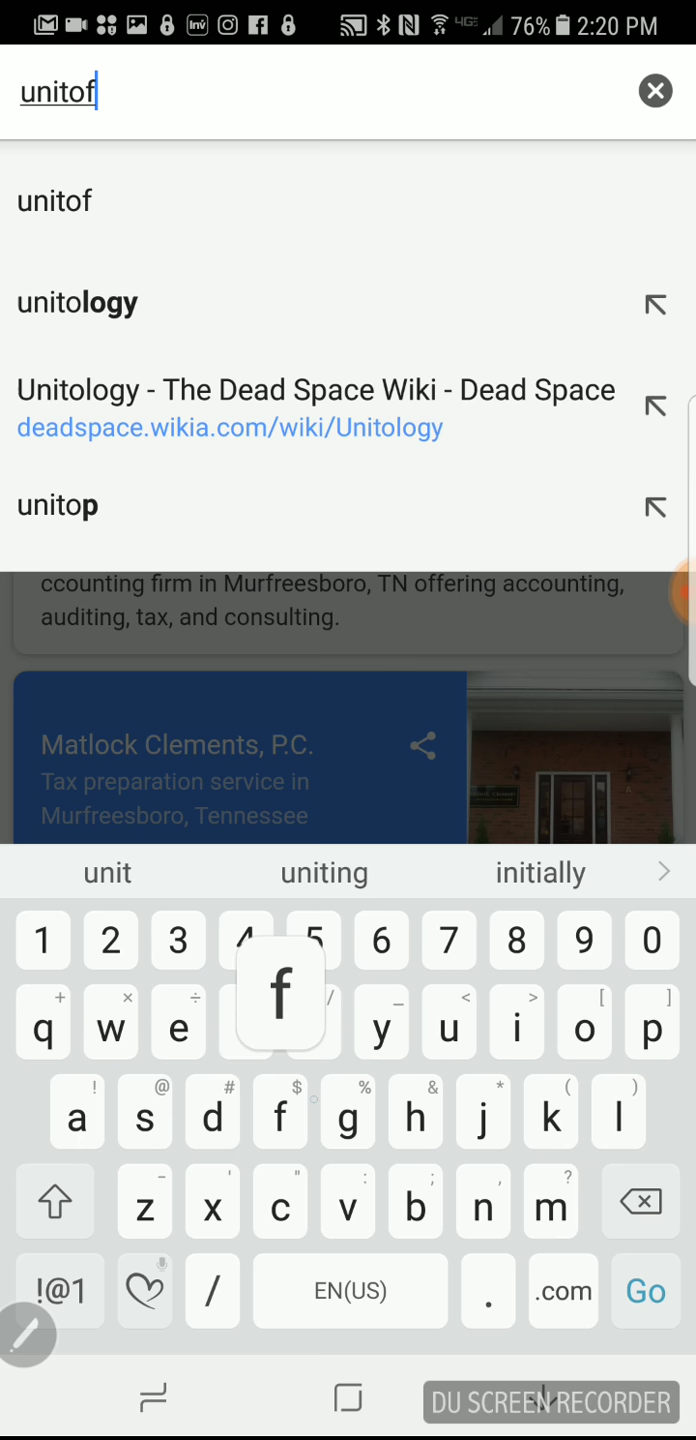 76% 2:20 PM
unitof
unitof
unitology
Unitology - The Dead Space Wiki - Dead Space
deadspace.wikia.com/wiki/Unitology
unitop
ccounting firm in Murfreesboro, TN offering accounting,
auditing, tax, and consulting.
Matlock Clements, P.C.
Tax preparation service in
Murfreesboro, Tennessee
unit uniting initially
1 2 3 4 5 6 7 8 9 0
f
+ × ÷ / _ < > [ ]
q w e y u i o p
! @ # $ % & * ( )
a s d f g h j k l
- ' " : ; , ?
z x c v b n m
!@1 / EN(US) . .com Go
DU SCREEN RECORDER